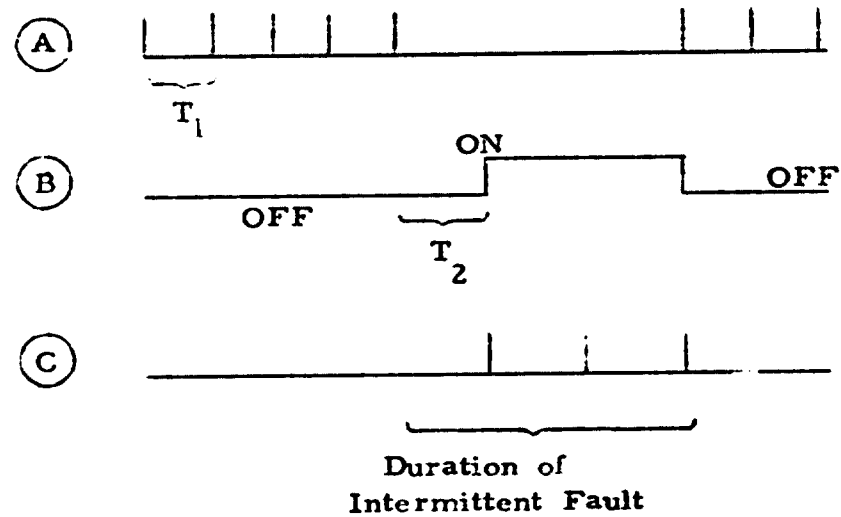 A
T1
ON
B
OFF
OFF
T2
C
Duration of
Intermittent Fault